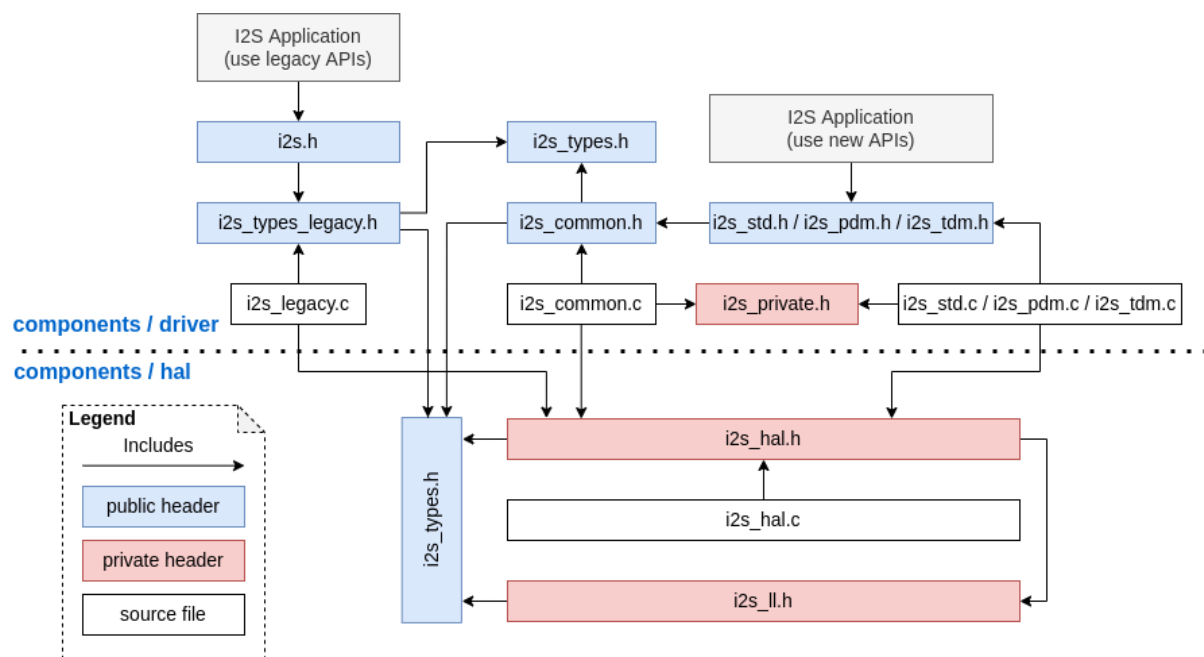 I2S Application
(use legacy APIs)
I2S Application
(use new APIs)
i2s.h
i2s_types.h
i2s_types_legacy.h
i2s_common.h
i2s_std.h / i2s_pdm.h / i2s_tdm.h
i2s_legacy.c
i2s_common.c
i2s_private.h
i2s_std.c / i2s_pdm.c / i2s_tdm.c
components / driver
components / hal
Legend
Includes
public header
private header
source file
i2s_types.h
i2s_hal.h
i2s_hal.c
i2s_ll.h